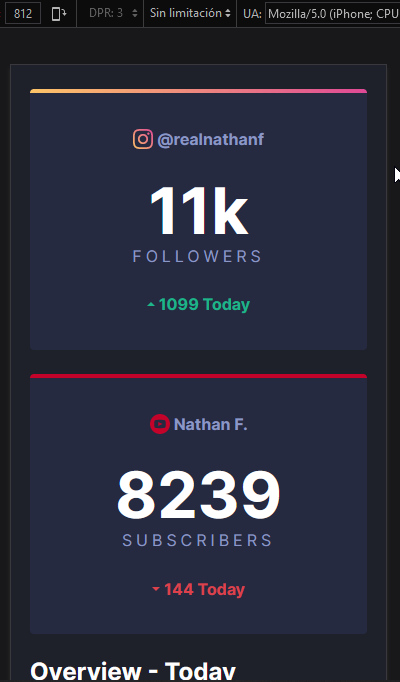 812 DPR: 3 Sin limitación UA: Mozilla/5.0 (iPhone; CPU
@realnathanf
11k
FOLLOWERS
1099 Today
Nathan F.
8239
SUBSCRIBERS
144 Today
Overview - Today